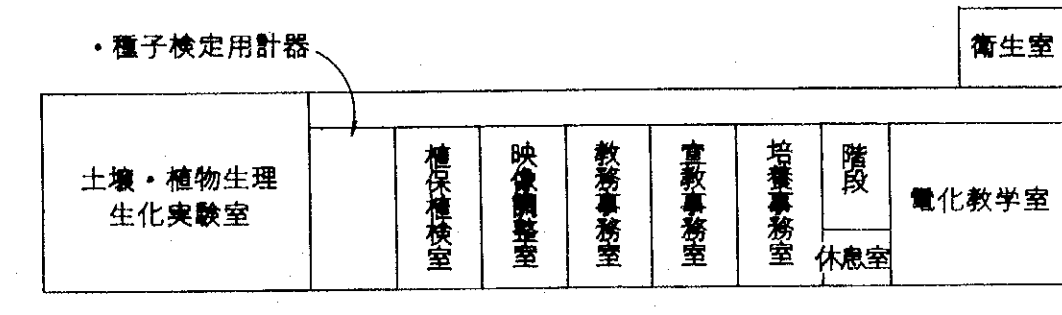 ・種子検定用計器
衛生室
土壌・植物生理
生化実験室
植保植検室
映像調整室
教務事務室
宣教事務室
培養事務室
階段
休息室
電化教学室